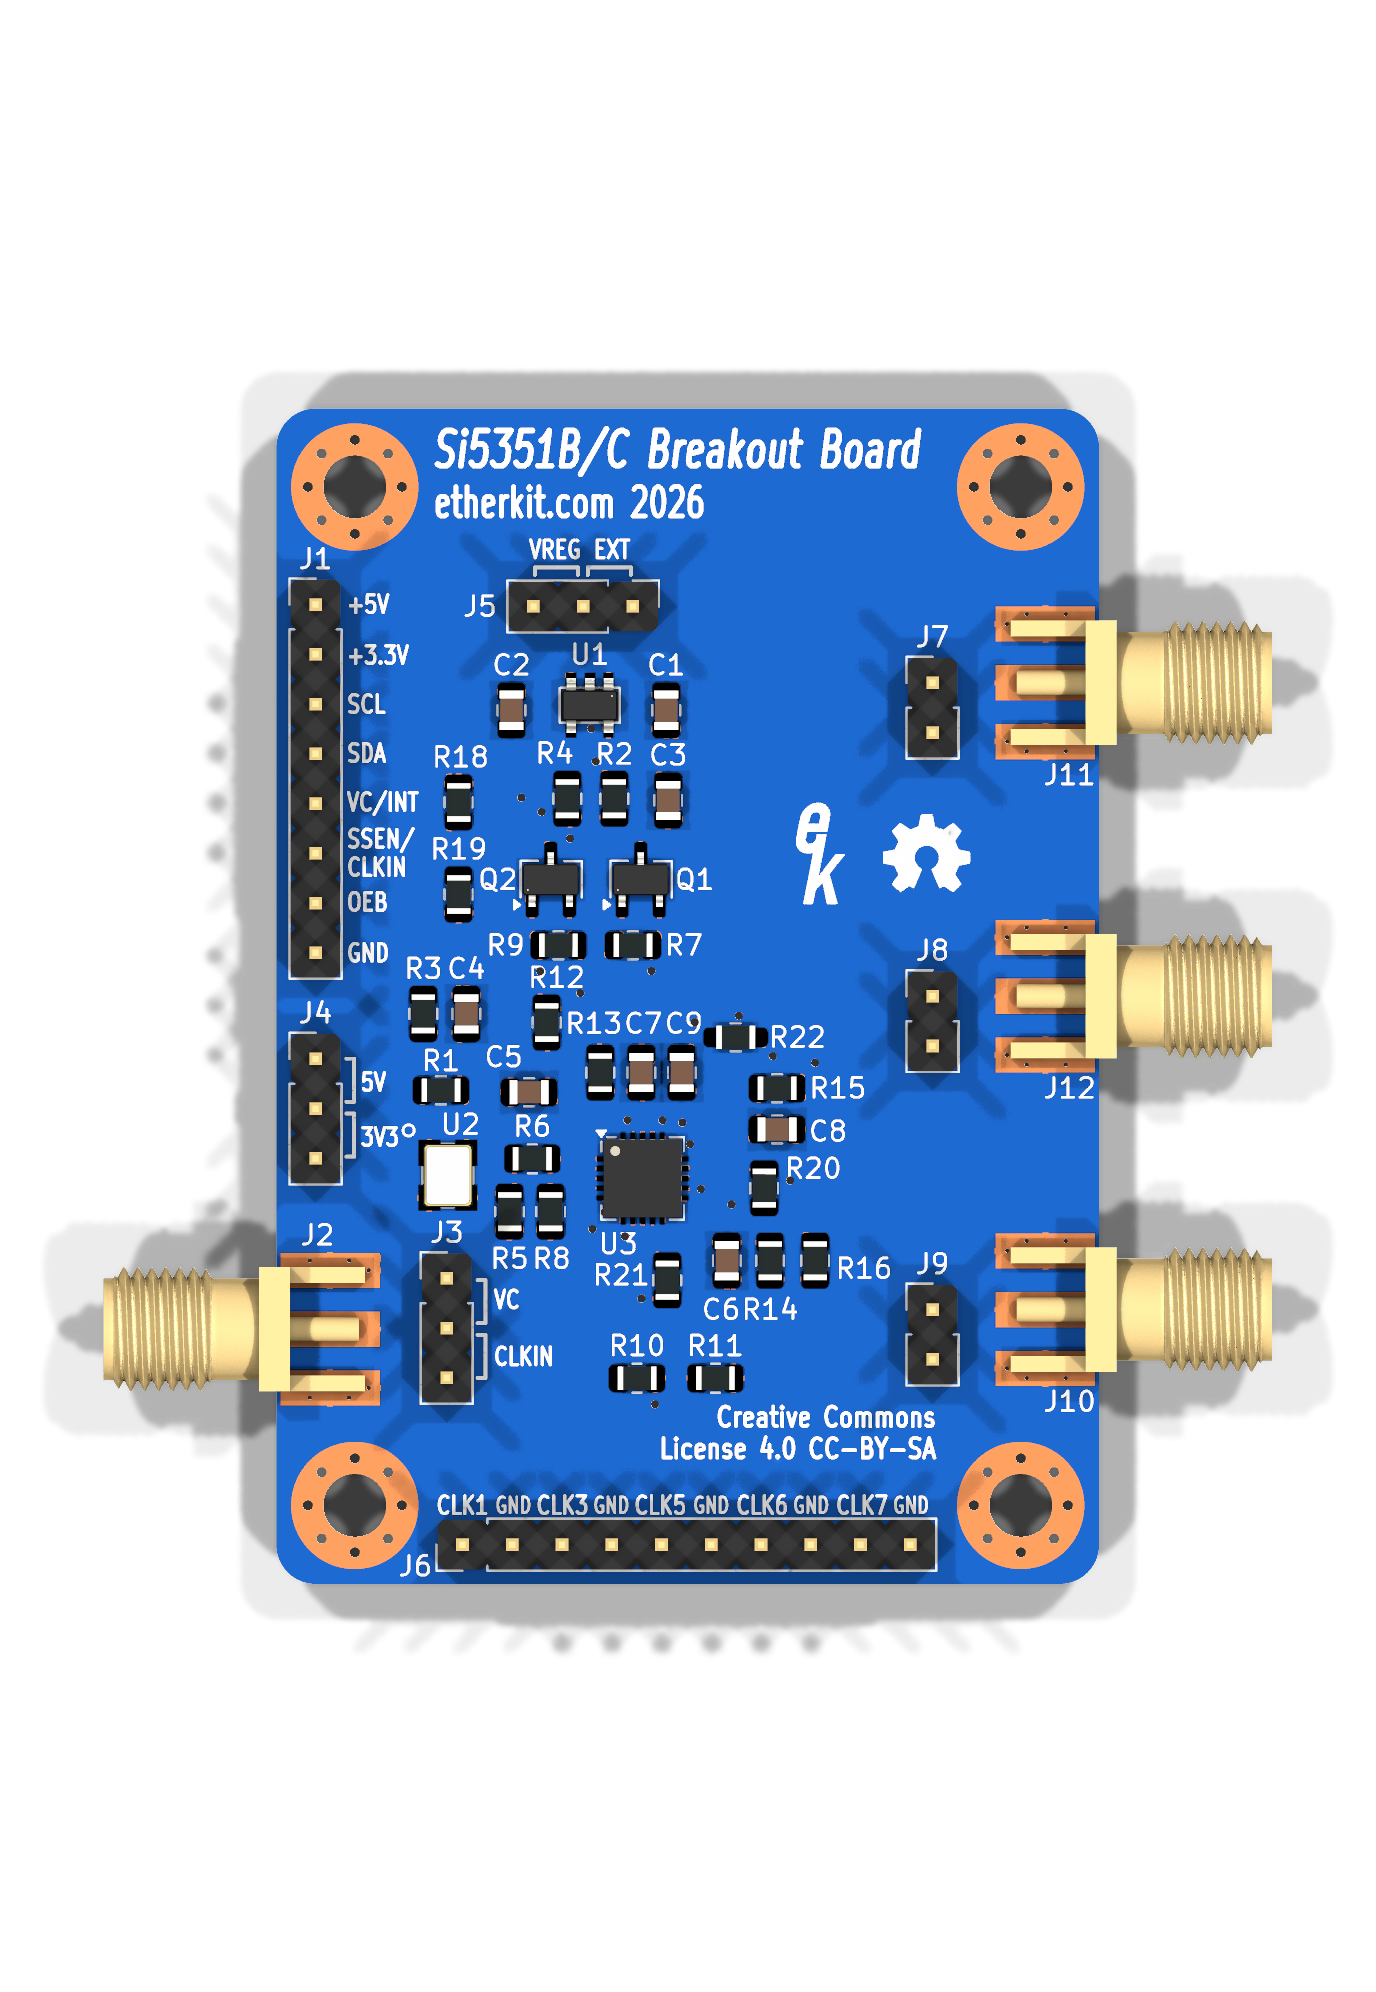 Si5351B/C Breakout Board
etherkit.com 2026
VREG EXT
J1
J5
+5V
+3.3V
SCL
SDA
VC/INT
SSEN/
CLKIN
OEB
GND
U1
C2
C1
J7
J11
R18
R4
R2
C3
R19
Q2
Q1
ek
R9
R7
J8
R3
C4
R12
J4
R13
C7
C9
R22
5V
3V3
R1
C5
R15
J12
U2
R6
C8
R20
J2
J3
R5
R8
U3
R21
R16
J9
VC
CLKIN
C6
R14
R10
R11
J10
Creative Commons
License 4.0 CC-BY-SA
CLK1 GND CLK3 GND CLK5 GND CLK6 GND CLK7 GND
J6